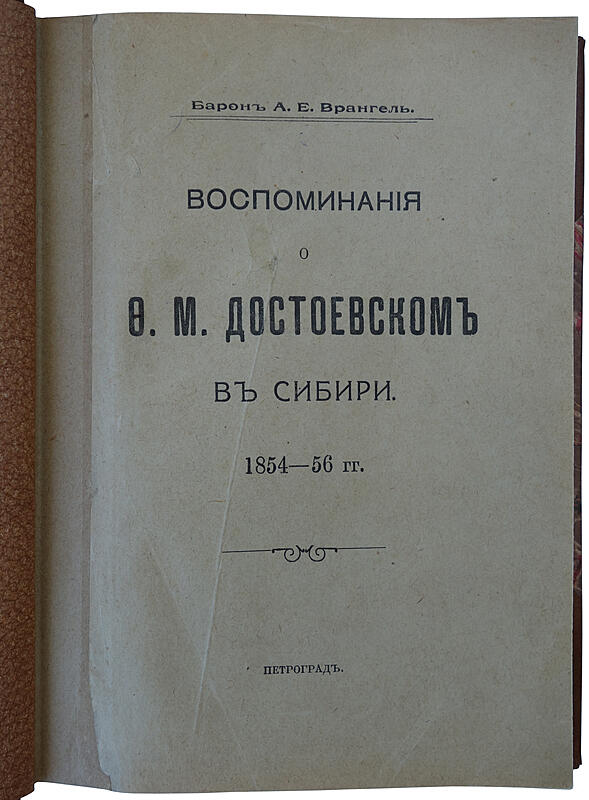 Баронъ А. Е. Врангель.
ВОСПОМИНАНІЯ
О
Ѳ. М. ДОСТОЕВСКОМЪ
ВЪ СИБИРИ.
1854—56 гг.
ПЕТРОГРАДЪ.